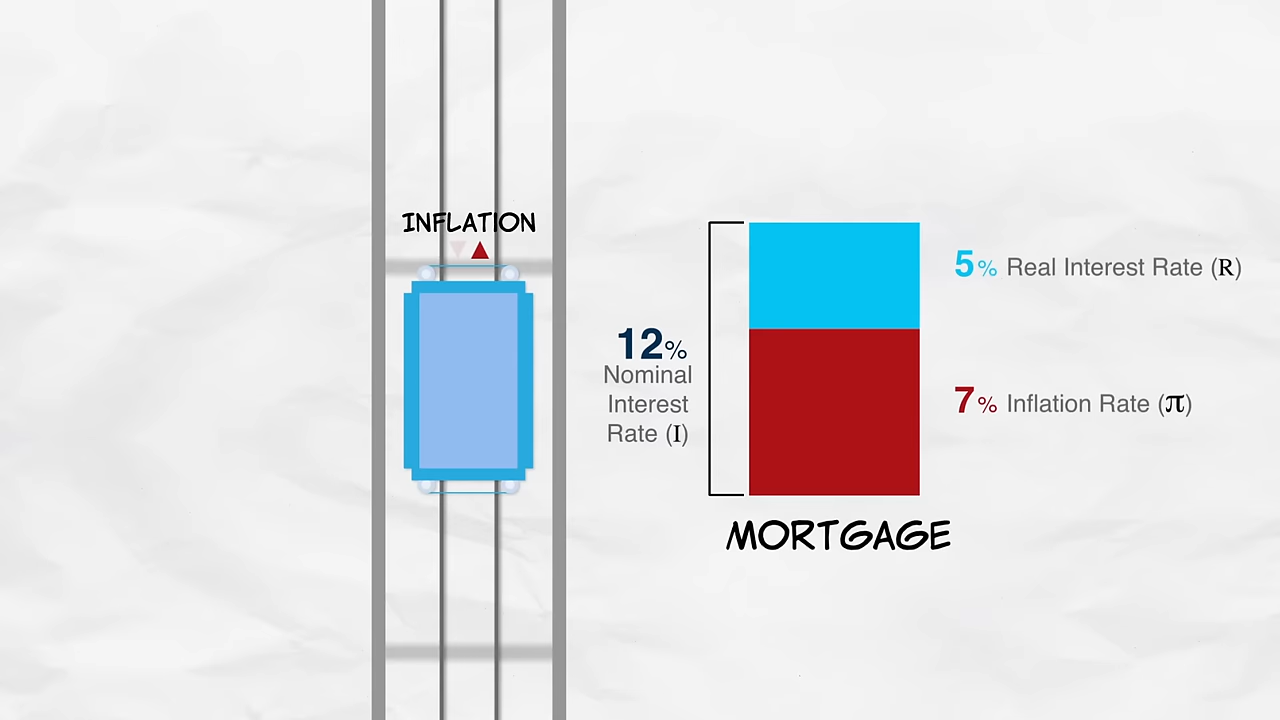 INFLATION
12%
Nominal
Interest
Rate (I)
5% Real Interest Rate (R)
7% Inflation Rate (π)
MORTGAGE